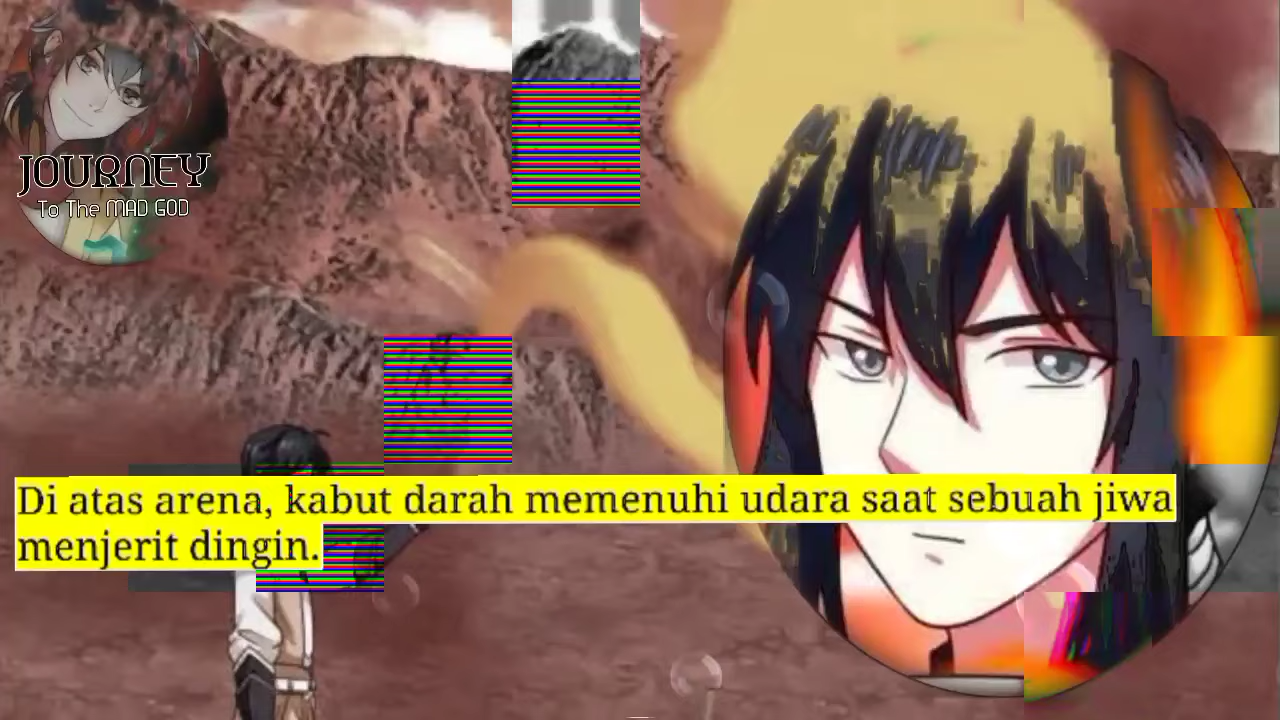 JOURNEY
To The MAD GOD
Di atas arena, kabut darah memenuhi udara saat sebuah jiwa
menjerit dingin.